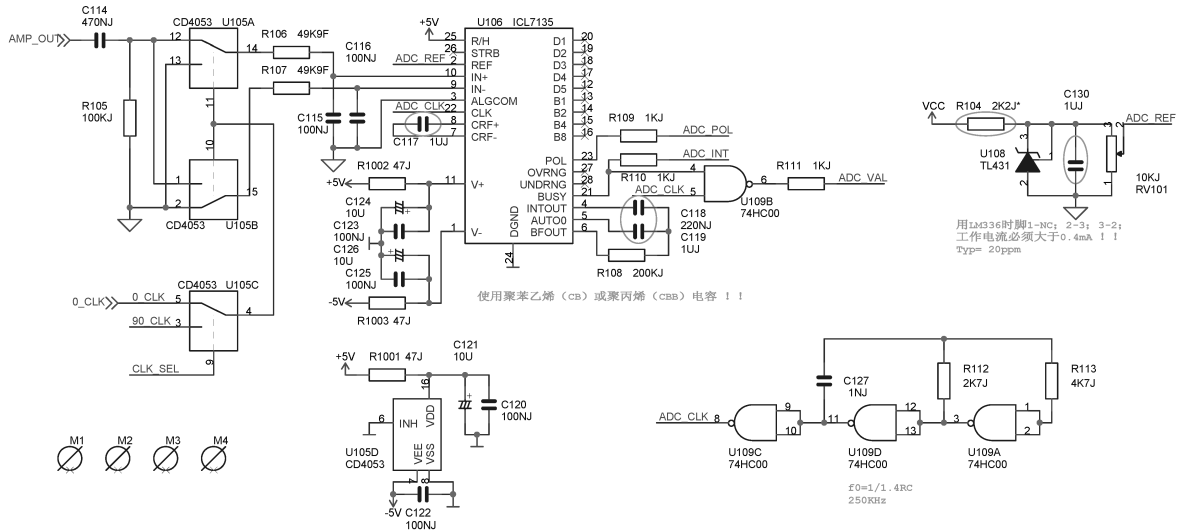 C114
470NJ
AMP_OUT
CD4053 U105A
12
13
14
11
R105
100KJ
10
1
2
15
CD4053 U105B
R106 49K9F
R107 49K9F
C116
100NJ
C115
100NJ
+5V
U106 ICL7135
ADC_REF
ADC_CLK
C117 1UJ
25 R/H
26 STRB
2 REF
10 IN+
9 IN-
3 ALGCOM
22 CLK
8 CRF+
7 CRF-
11 V+
1 V-
DGND
24
D1 20
D2 19
D3 18
D4 17
D5 12
B1 13
B2 14
B4 15
B8 16
POL 23
OVRNG 27
UNDRNG 28
BUSY 21
INTOUT 4
AUTO0 5
BFOUT 6
R109 1KJ
ADC_POL
ADC_INT
R110 1KJ
ADC_CLK
4
5
6
U109B
74HC00
R111 1KJ
ADC_VAL
C118
220NJ
C119
1UJ
R108 200KJ
R1002 47J
+5V
C124
10U
C123
100NJ
C126
10U
C125
100NJ
-5V
R1003 47J
使用聚苯乙烯（CB）或聚丙烯（CBB）电容 ！！
VCC
R104 2K2J*
C130
1UJ
ADC_REF
U108
TL431
3
1
2
3
2
1
10KJ
RV101
用LM336时脚1-NC; 2-3; 3-2;
工作电流必须大于0.4mA ！！
Typ= 20ppm
CD4053 U105C
0_CLK
0_CLK
5
90_CLK
3
4
9
CLK_SEL
+5V
R1001 47J
C121
10U
16
C120
100NJ
6
INH
VDD
VEE
VSS
U105D
CD4053
7
8
-5V
C122
100NJ
M1
M2
M3
M4
C127
1NJ
R112
2K7J
R113
4K7J
ADC_CLK
8
9
10
11
12
13
3
1
2
U109C
74HC00
U109D
74HC00
U109A
74HC00
f0=1/1.4RC
250KHz